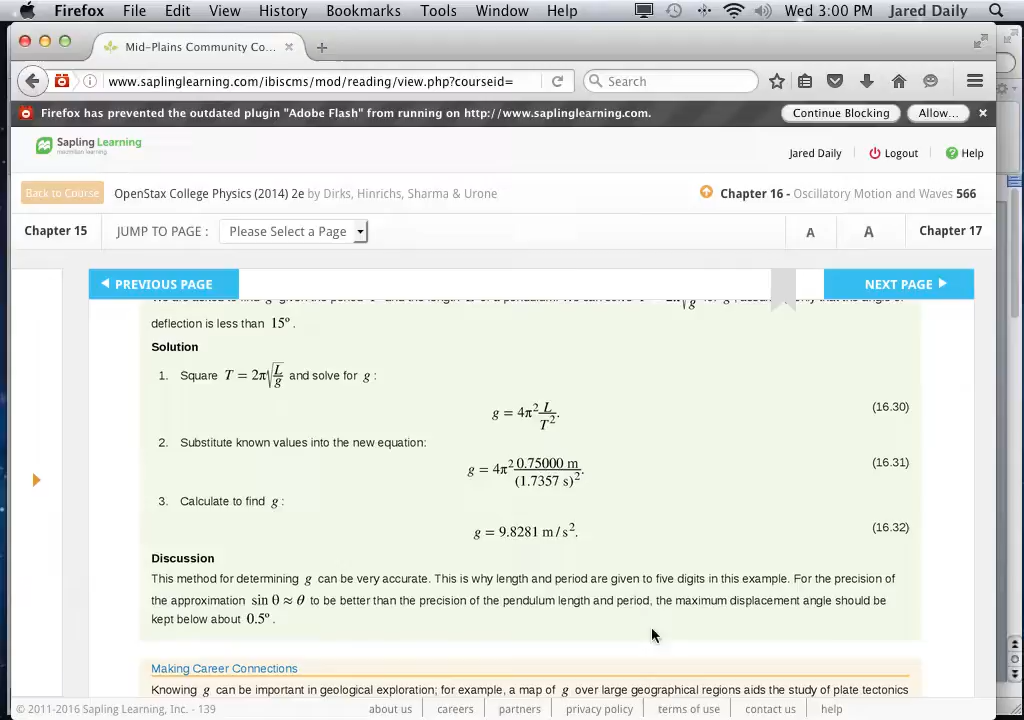 Firefox File Edit View History Bookmarks Tools Window Help Wed 3:00 PM Jared Daily
Mid-Plains Community Co...
www.saplinglearning.com/ibiscms/mod/reading/view.php?courseid= Search
Firefox has prevented the outdated plugin "Adobe Flash" from running on http://www.saplinglearning.com. Continue Blocking Allow...
Sapling Learning
macmillan learning
Jared Daily Logout Help
Back to Course OpenStax College Physics (2014) 2e by Dirks, Hinrichs, Sharma & Urone Chapter 16 - Oscillatory Motion and Waves 566
Chapter 15 JUMP TO PAGE : Please Select a Page A A Chapter 17
PREVIOUS PAGE NEXT PAGE
deflection is less than 15º .
Solution
1. Square T = 2π√(L/g) and solve for g :
g = 4π² L/T². (16.30)
2. Substitute known values into the new equation:
g = 4π² 0.75000 m/(1.7357 s)². (16.31)
3. Calculate to find g :
g = 9.8281 m / s². (16.32)
Discussion
This method for determining g can be very accurate. This is why length and period are given to five digits in this example. For the precision of
the approximation sin θ ≈ θ to be better than the precision of the pendulum length and period, the maximum displacement angle should be
kept below about 0.5º .
Making Career Connections
Knowing g can be important in geological exploration; for example, a map of g over large geographical regions aids the study of plate tectonics
© 2011-2016 Sapling Learning, Inc. - 139 about us careers partners privacy policy terms of use contact us help